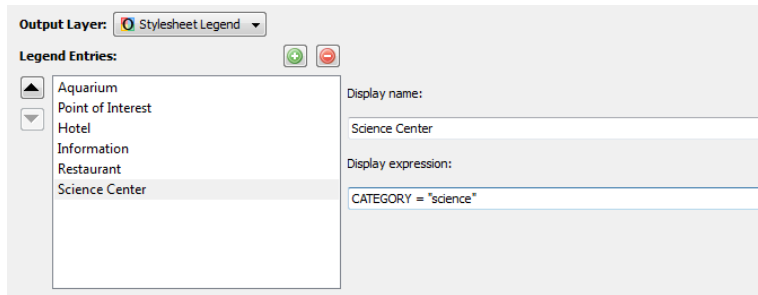 Output Layer: Stylesheet Legend
Legend Entries:
Aquarium
Point of Interest
Hotel
Information
Restaurant
Science Center
Display name:
Science Center
Display expression:
CATEGORY = "science"